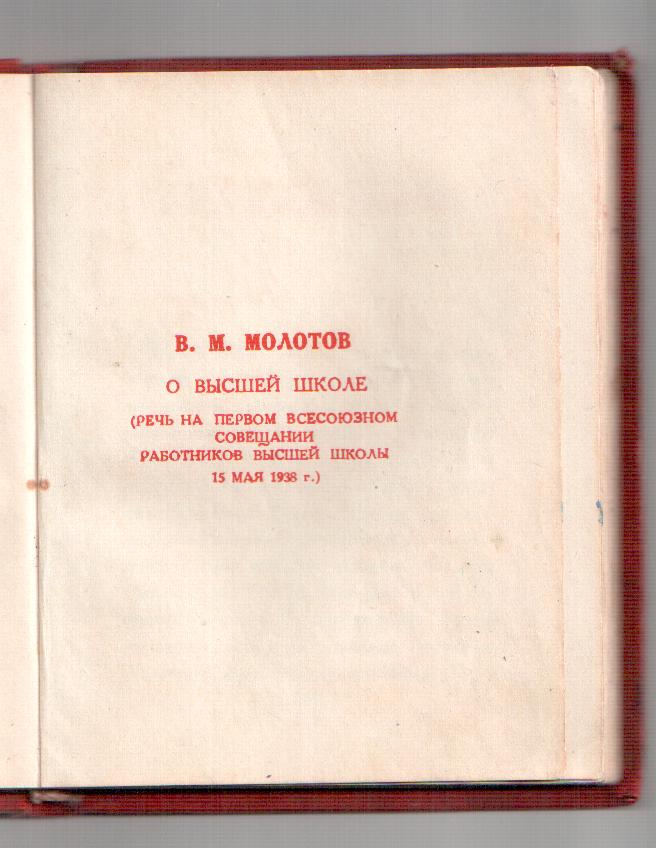 В. М. МОЛОТОВ
О ВЫСШЕЙ ШКОЛЕ
(РЕЧЬ НА ПЕРВОМ ВСЕСОЮЗНОМ
СОВЕЩАНИИ
РАБОТНИКОВ ВЫСШЕЙ ШКОЛЫ
15 МАЯ 1938 г.)